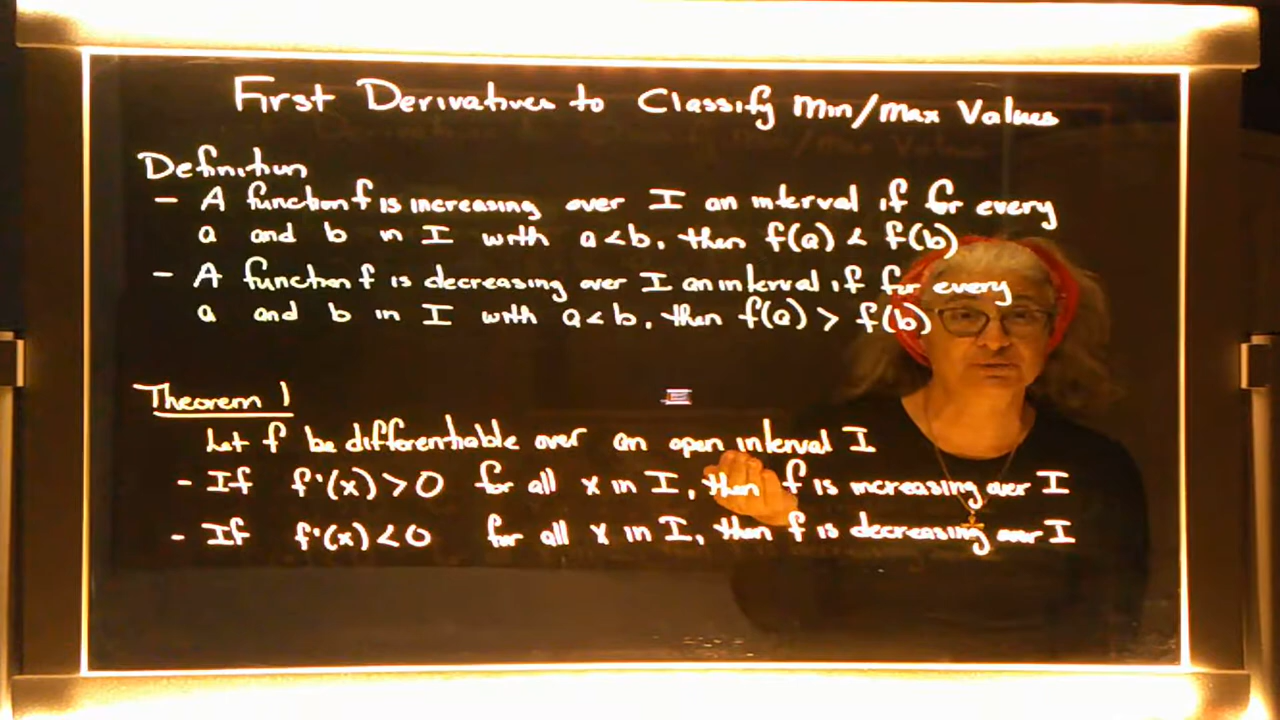 First Derivatives to Classify Min/Max Values
Definition
- A function f is increasing over I an interval if for every
a and b in I with a<b, then f(a) < f(b)
- A function f is decreasing over I an interval if for every
a and b in I with a<b, then f(a) > f(b)
Theorem 1
Let f be differentiable over an open interval I
- If f'(x) > 0 for all x in I, then f is increasing over I
- If f'(x) < 0 for all x in I, then f is decreasing over I